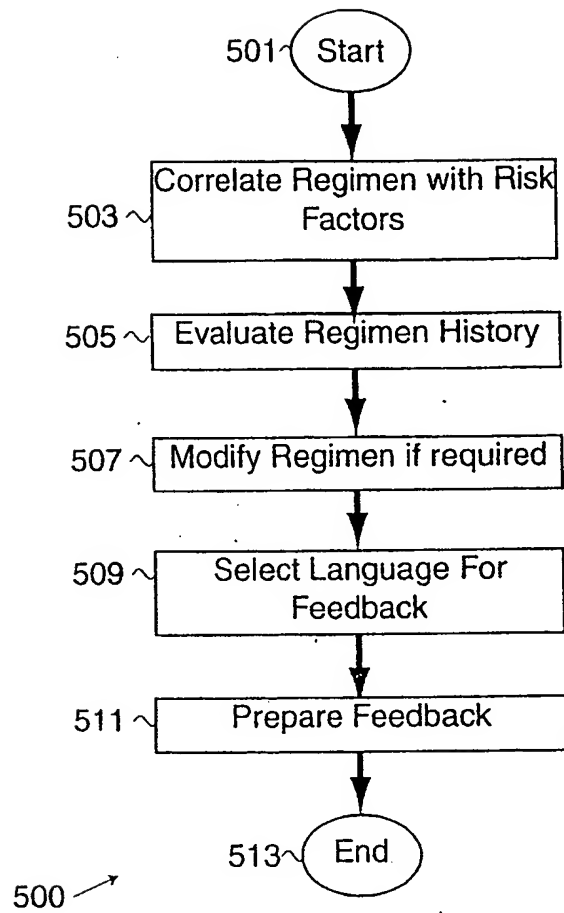 501 Start
Correlate Regimen with Risk
503 Factors
505 Evaluate Regimen History
507 Modify Regimen if required
509 Select Language For
Feedback
511 Prepare Feedback
513 End
500